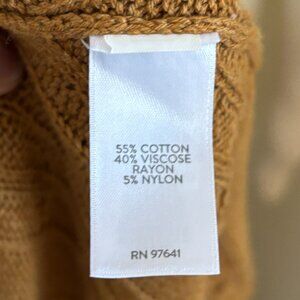 55% COTTON
40% VISCOSE
RAYON
5% NYLON
RN 97641